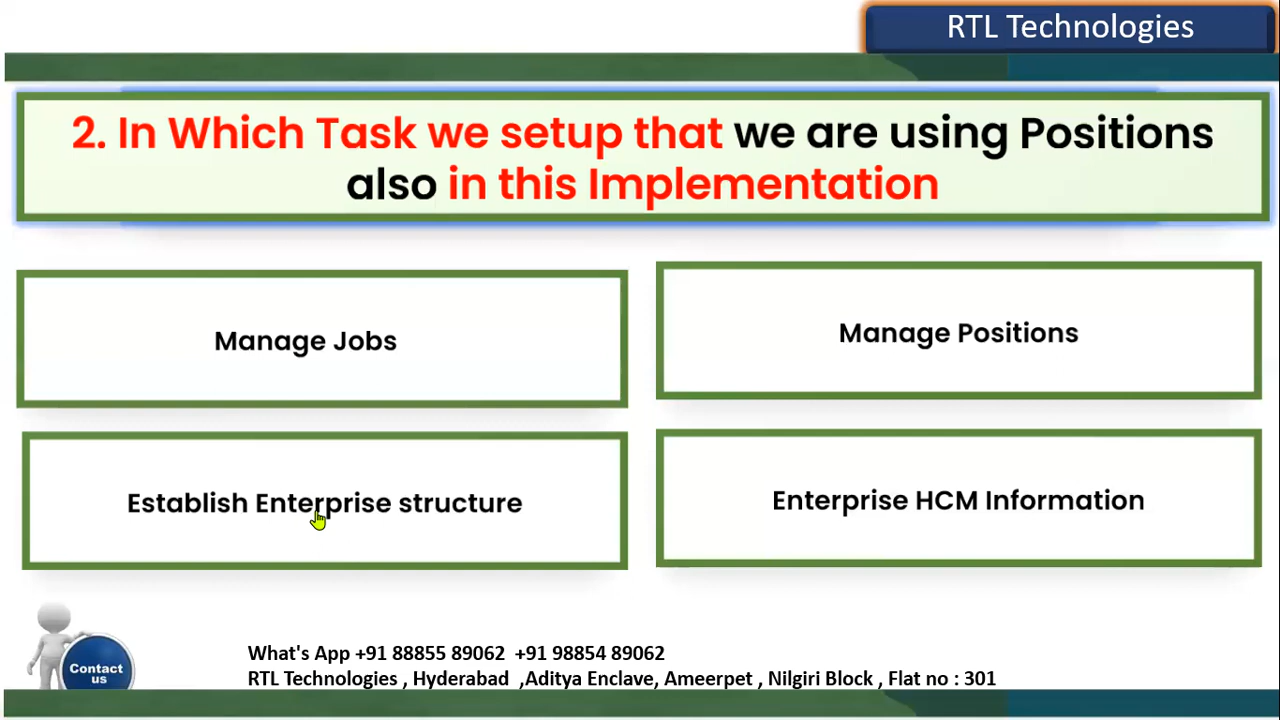 RTL Technologies
2. In Which Task we setup that we are using Positions
also in this Implementation
Manage Jobs
Manage Positions
Establish Enterprise structure
Enterprise HCM Information
Contact
us
What's App +91 88855 89062 +91 98854 89062
RTL Technologies , Hyderabad ,Aditya Enclave, Ameerpet , Nilgiri Block , Flat no : 301